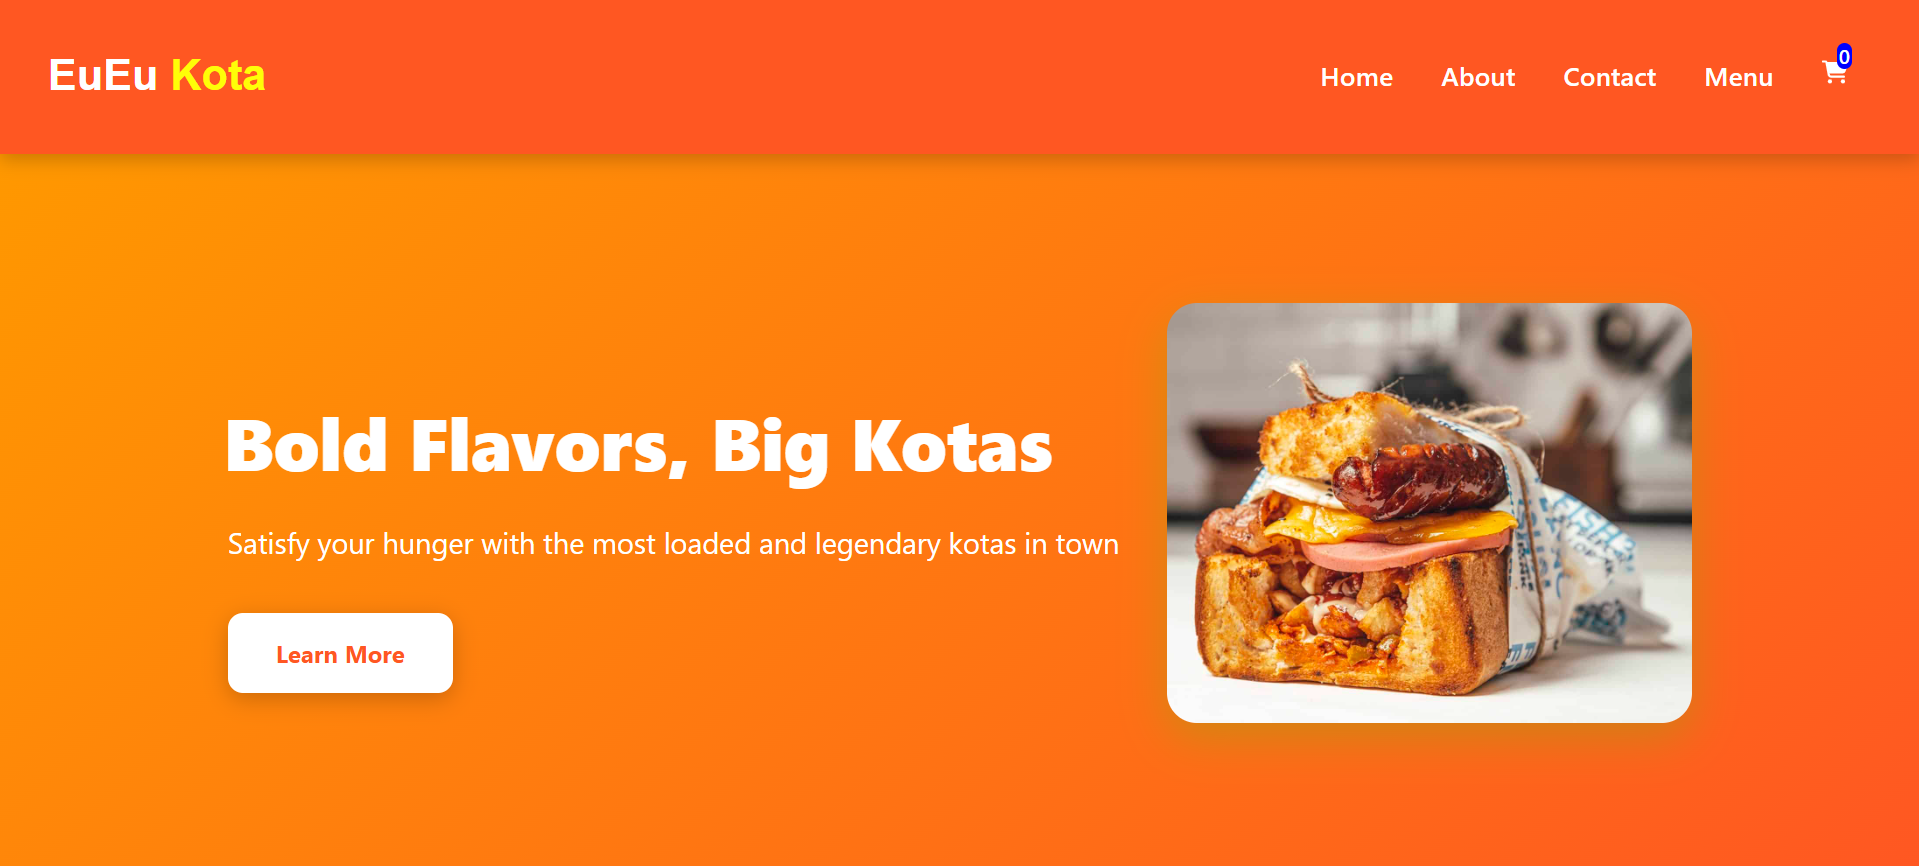 EuEu Kota
Home About Contact Menu 0
Bold Flavors, Big Kotas
Satisfy your hunger with the most loaded and legendary kotas in town
Learn More